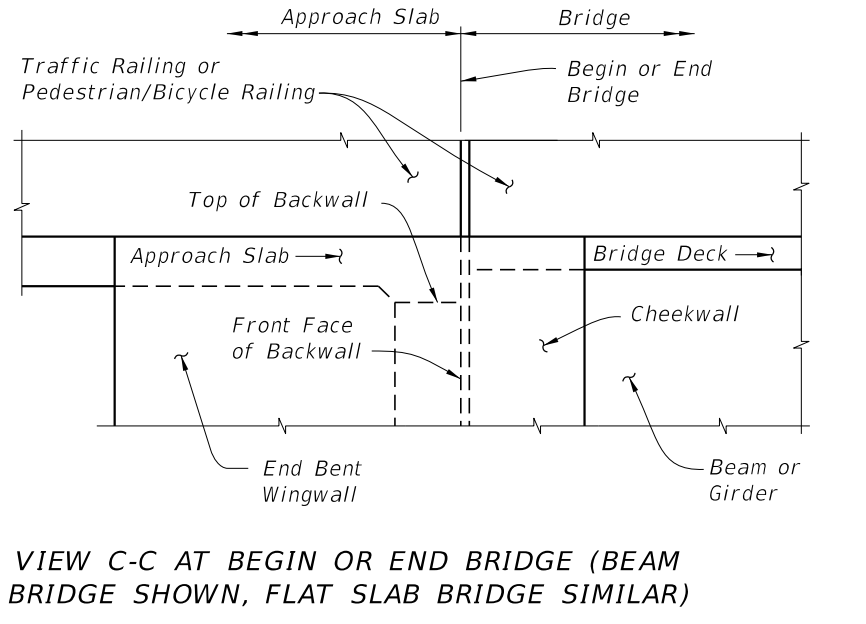 Approach Slab
Bridge
Traffic Railing or
Pedestrian/Bicycle Railing
Begin or End
Bridge
Top of Backwall
Approach Slab
Bridge Deck
Front Face
of Backwall
Cheekwall
End Bent
Wingwall
Beam or
Girder
VIEW C-C AT BEGIN OR END BRIDGE (BEAM
BRIDGE SHOWN, FLAT SLAB BRIDGE SIMILAR)